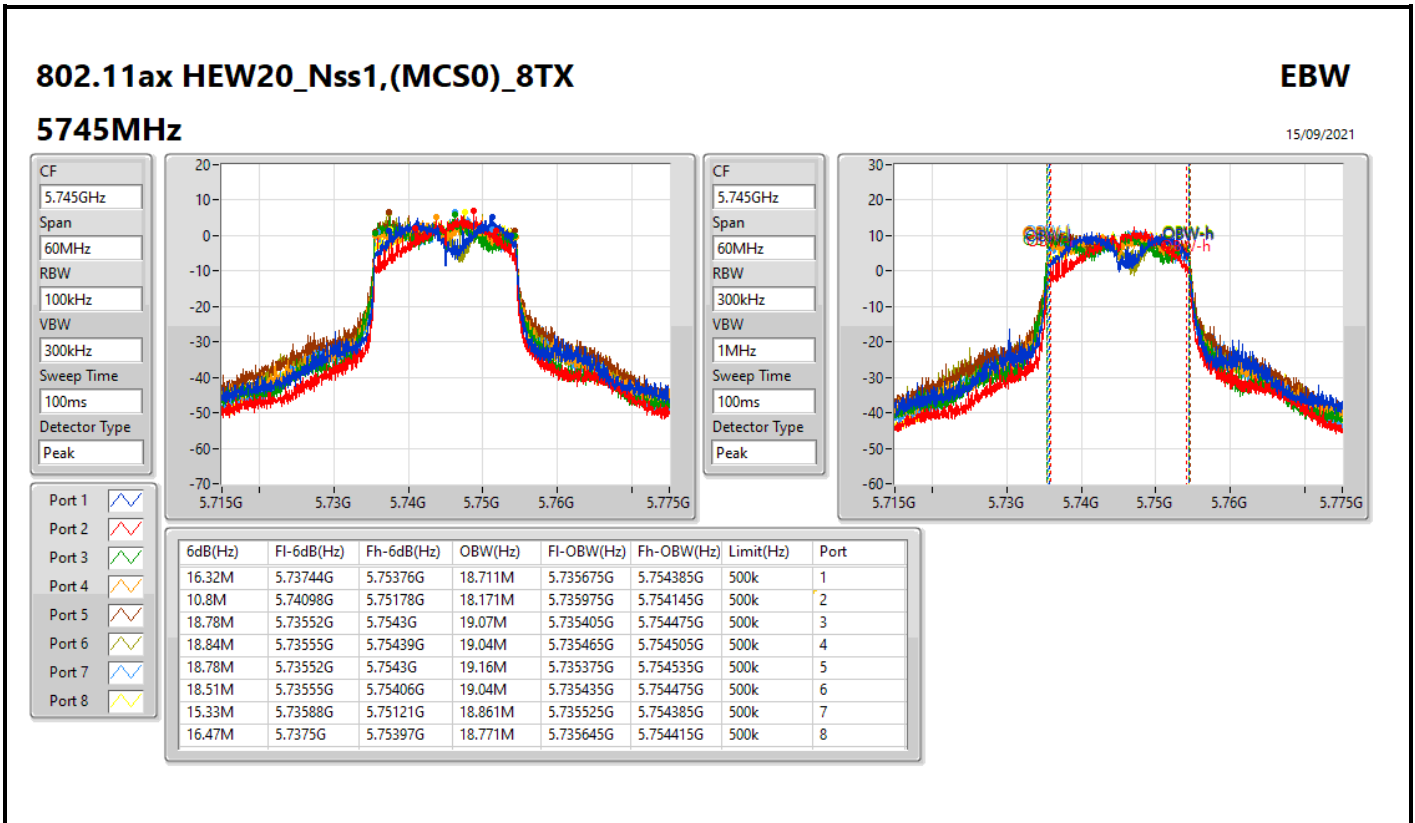 802.11ax HEW20_Nss1,(MCS0)_8TX
EBW
5745MHz
15/09/2021
CF
5.745GHz
Span
60MHz
RBW
100kHz
VBW
300kHz
Sweep Time
100ms
Detector Type
Peak
20
10
0
-10
-20
-30
-40
-50
-60
-70
5.715G 5.73G 5.74G 5.75G 5.76G 5.775G
CF
5.745GHz
Span
60MHz
RBW
300kHz
VBW
1MHz
Sweep Time
100ms
Detector Type
Peak
30
20
10
0
-10
-20
-30
-40
-50
-60
OBW-h
5.715G 5.73G 5.74G 5.75G 5.76G 5.775G
Port 1
Port 2
Port 3
Port 4
Port 5
Port 6
Port 7
Port 8
6dB(Hz) Fl-6dB(Hz) Fh-6dB(Hz) OBW(Hz) Fl-OBW(Hz) Fh-OBW(Hz) Limit(Hz) Port
16.32M 5.73744G 5.75376G 18.711M 5.735675G 5.754385G 500k 1
10.8M 5.74098G 5.75178G 18.171M 5.735975G 5.754145G 500k 2
18.78M 5.73552G 5.7543G 19.07M 5.735405G 5.754475G 500k 3
18.84M 5.73555G 5.75439G 19.04M 5.735465G 5.754505G 500k 4
18.78M 5.73552G 5.7543G 19.16M 5.735375G 5.754535G 500k 5
18.51M 5.73555G 5.75406G 19.04M 5.735435G 5.754475G 500k 6
15.33M 5.73588G 5.75121G 18.861M 5.735525G 5.754385G 500k 7
16.47M 5.7375G 5.75397G 18.771M 5.735645G 5.754415G 500k 8